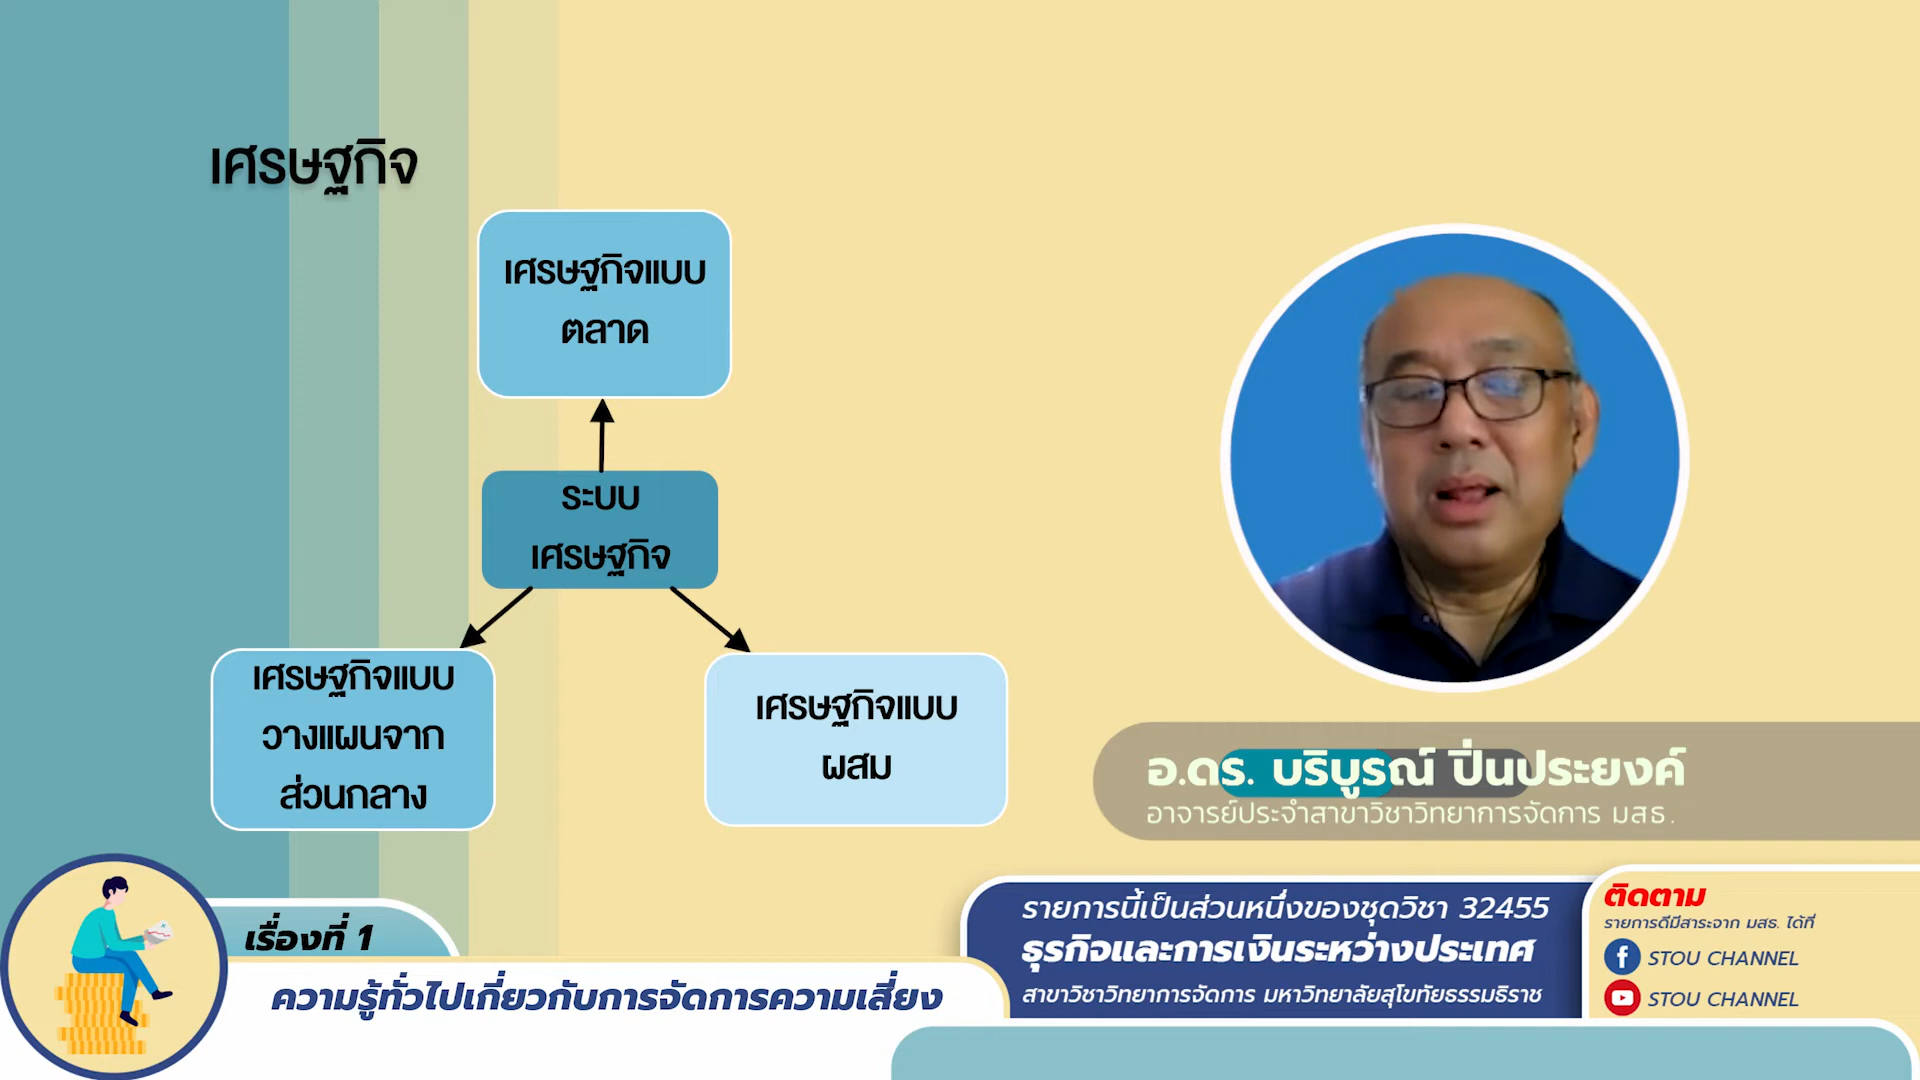 เศรษฐกิจ
เศรษฐกิจแบบ
ตลาด
ระบบ
เศรษฐกิจ
เศรษฐกิจแบบ
วางแผนจาก
ส่วนกลาง
เศรษฐกิจแบบ
ผสม
อ.ดร. บริบูรณ์ ปิ่นประยงค์
อาจารย์ประจำสาขาวิชาวิทยาการจัดการ มสธ.
เรื่องที่ 1
ความรู้ทั่วไปเกี่ยวกับการจัดการความเสี่ยง
รายการนี้เป็นส่วนหนึ่งของชุดวิชา 32455
ธุรกิจและการเงินระหว่างประเทศ
สาขาวิชาวิทยาการจัดการ มหาวิทยาลัยสุโขทัยธรรมธิราช
ติดตาม
รายการดีมีสาระจาก มสธ. ได้ที่
STOU CHANNEL
STOU CHANNEL